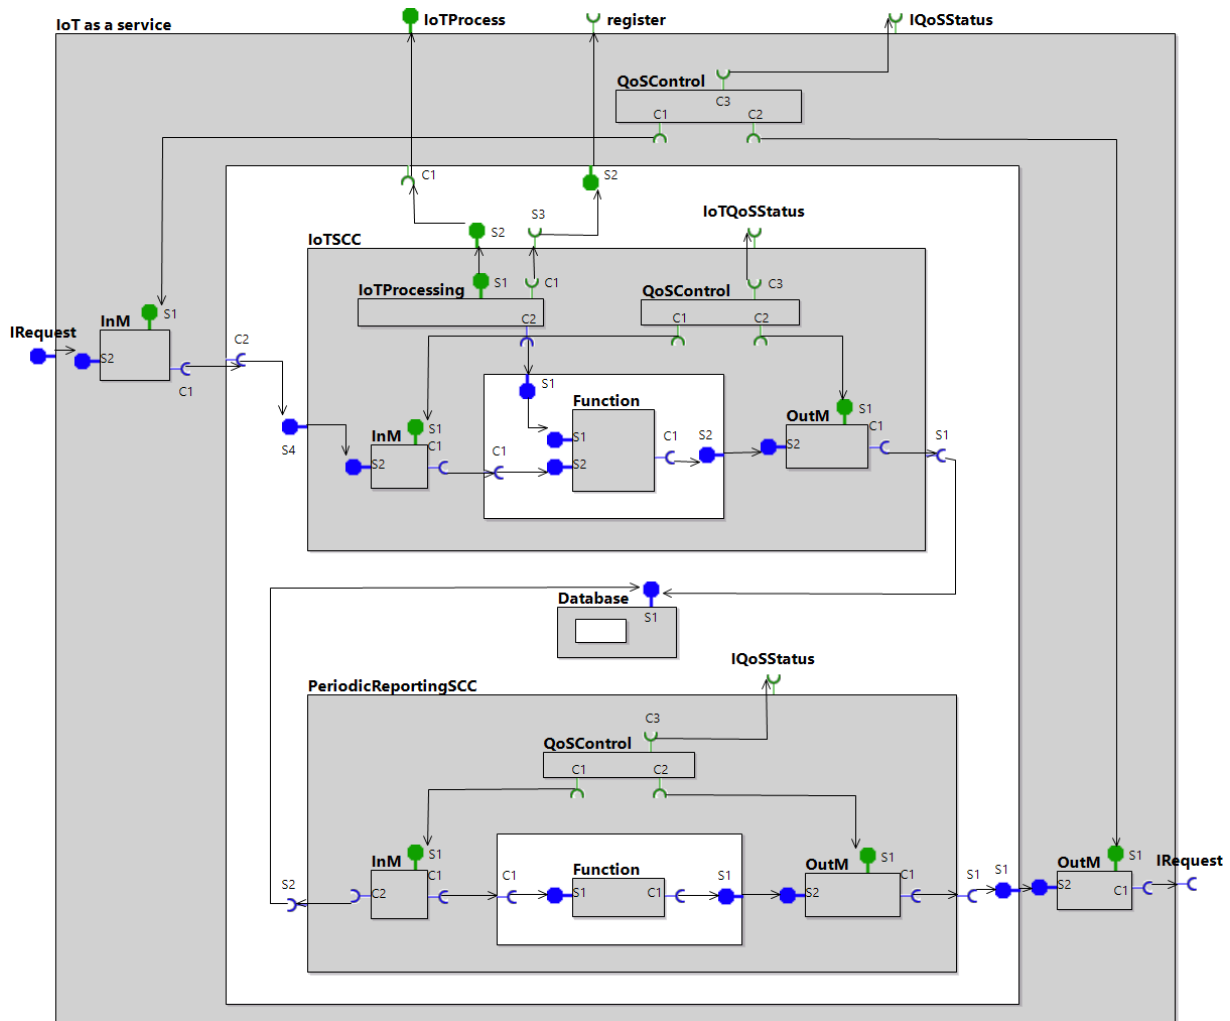 IoTProcess
register
IQoSStatus
IoT as a service
QoSControl
C3
C1
C2
C1
S2
S3
S2
IoTQoSStatus
IoTSCC
IoTProcessing
S1
C1
QoSControl
C3
C2
C1
C2
S1
InM
IRequest
S2
C1
C2
S4
S1
Function
S1
S2
C1
S2
InM
S1
C1
S2
C1
OutM
S1
C1
S2
S1
Database
S1
IQoSStatus
PeriodicReportingSCC
C3
QoSControl
C1
C2
InM
S1
C1
C2
S2
C1
Function
S1
C1
S1
OutM
S1
C1
S2
S1
S1
OutM
S1
S2
C1
IRequest